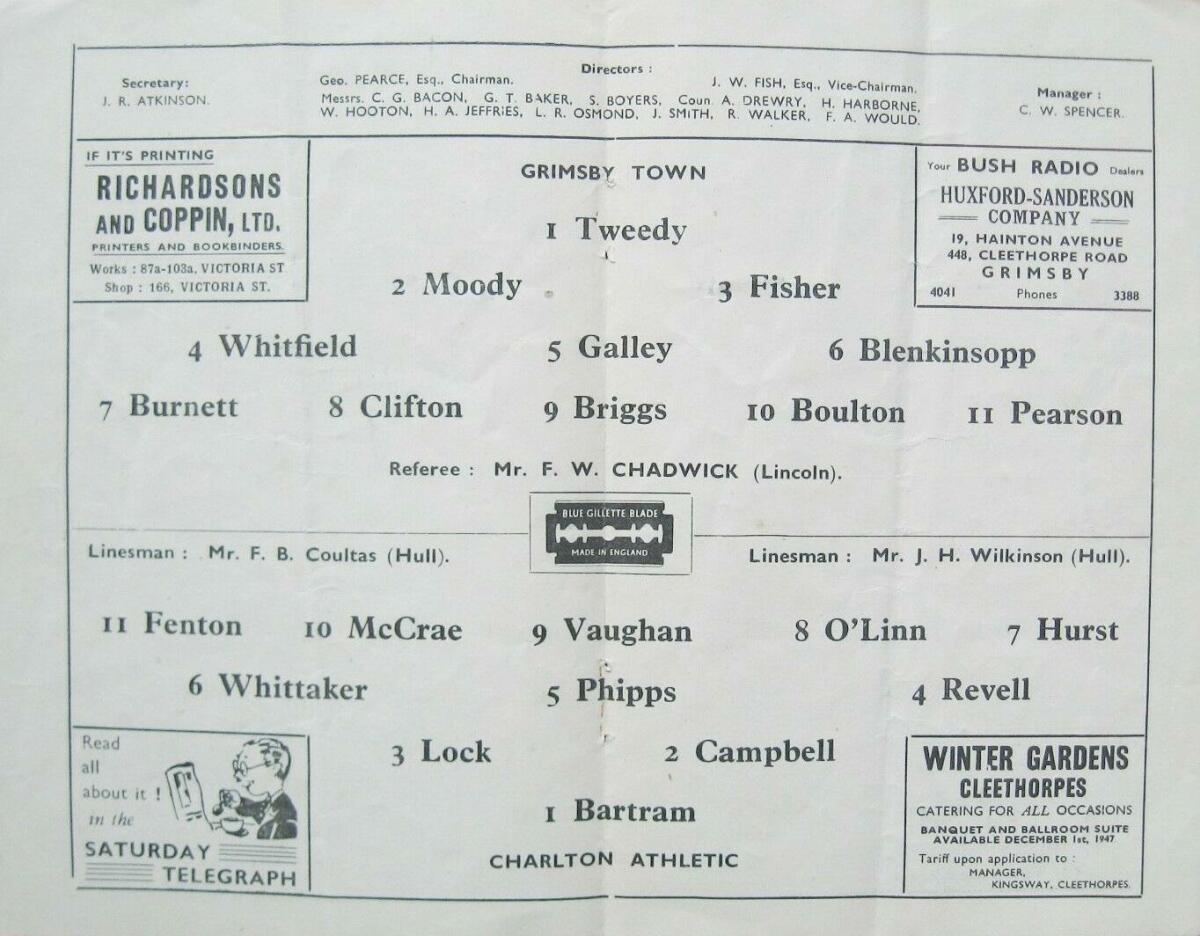 Secretary:
J. R. ATKINSON.
Directors :
Geo. PEARCE, Esq., Chairman. J. W. FISH, Esq., Vice-Chairman.
Messrs. C. G. BACON, G. T. BAKER, S. BOYERS, Coun. A. DREWRY, H. HARBORNE,
W. HOOTON, H. A. JEFFRIES, L. R. OSMOND, J. SMITH, R. WALKER, F. A. WOULD.
Manager :
C. W. SPENCER.
IF IT'S PRINTING
RICHARDSONS
AND COPPIN, LTD.
PRINTERS AND BOOKBINDERS.
Works : 87a-103a, VICTORIA ST
Shop : 166, VICTORIA ST.
Your BUSH RADIO Dealers
HUXFORD-SANDERSON
COMPANY
19, HAINTON AVENUE
448, CLEETHORPE ROAD
GRIMSBY
4041 Phones 3388
GRIMSBY TOWN
1 Tweedy
2 Moody 3 Fisher
4 Whitfield 5 Galley 6 Blenkinsopp
7 Burnett 8 Clifton 9 Briggs 10 Boulton 11 Pearson
Referee : Mr. F. W. CHADWICK (Lincoln).
BLUE GILLETTE BLADE
MADE IN ENGLAND
Linesman : Mr. F. B. Coultas (Hull). Linesman : Mr. J. H. Wilkinson (Hull).
11 Fenton 10 McCrae 9 Vaughan 8 O'Linn 7 Hurst
6 Whittaker 5 Phipps 4 Revell
3 Lock 2 Campbell
1 Bartram
CHARLTON ATHLETIC
Read
all
about it !
in the
SATURDAY
TELEGRAPH
WINTER GARDENS
CLEETHORPES
CATERING FOR ALL OCCASIONS
BANQUET AND BALLROOM SUITE
AVAILABLE DECEMBER 1st, 1947
Tariff upon application to :
MANAGER,
KINGSWAY, CLEETHORPES.